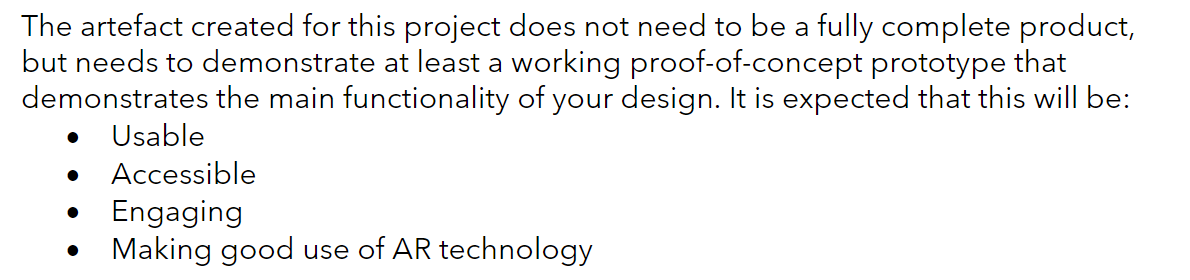 The artefact created for this project does not need to be a fully complete product,
but needs to demonstrate at least a working proof-of-concept prototype that
demonstrates the main functionality of your design. It is expected that this will be:
• Usable
• Accessible
• Engaging
• Making good use of AR technology